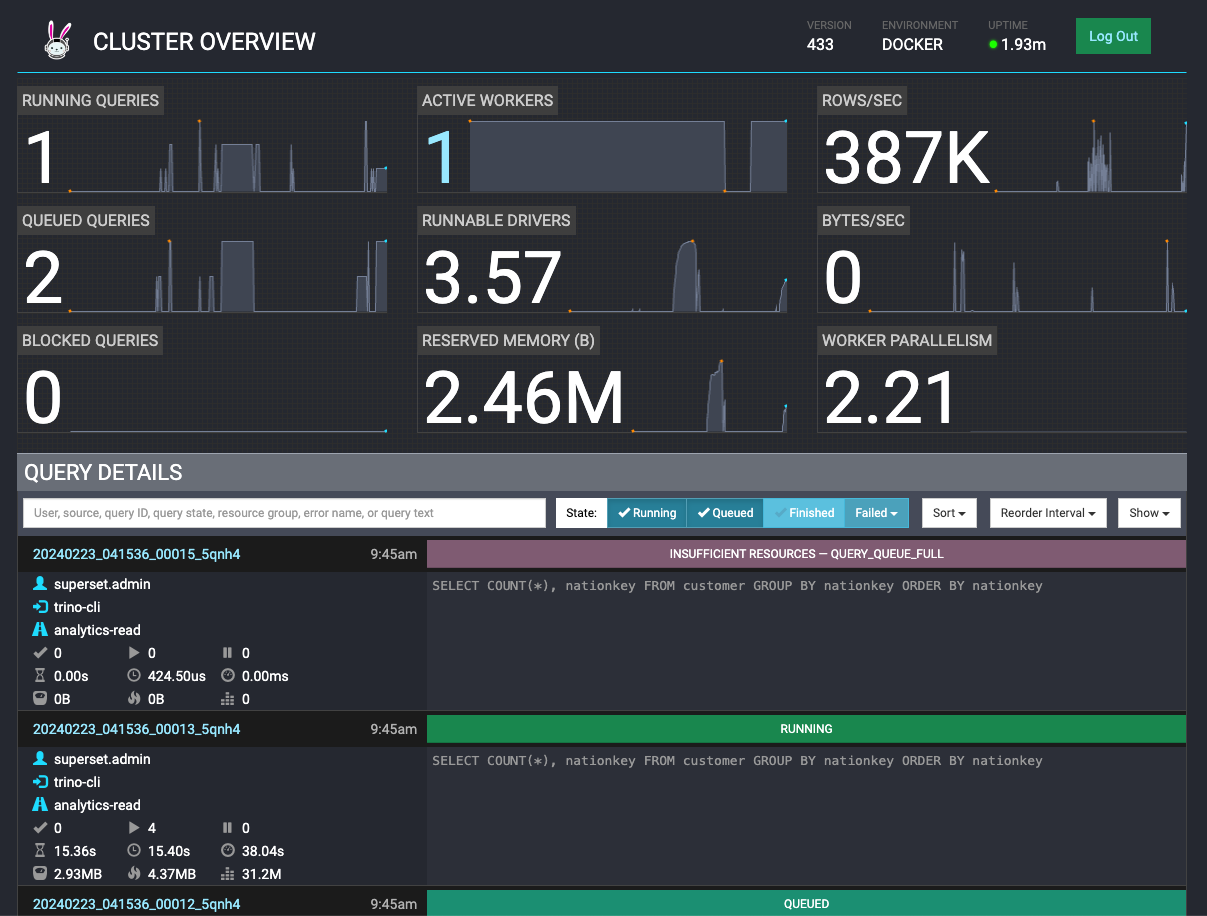 CLUSTER OVERVIEW
VERSION
433
ENVIRONMENT
DOCKER
UPTIME
1.93m
Log Out
RUNNING QUERIES
1
ACTIVE WORKERS
1
ROWS/SEC
387K
QUEUED QUERIES
2
RUNNABLE DRIVERS
3.57
BYTES/SEC
0
BLOCKED QUERIES
0
RESERVED MEMORY (B)
2.46M
WORKER PARALLELISM
2.21
QUERY DETAILS
User, source, query ID, query state, resource group, error name, or query text
State: Running Queued Finished Failed
Sort
Reorder Interval
Show
20240223_041536_00015_5qnh4 9:45am
INSUFFICIENT RESOURCES — QUERY_QUEUE_FULL
superset.admin
trino-cli
analytics-read
0 0 0
0.00s 424.50us 0.00ms
0B 0B 0
SELECT COUNT(*), nationkey FROM customer GROUP BY nationkey ORDER BY nationkey
20240223_041536_00013_5qnh4 9:45am
RUNNING
superset.admin
trino-cli
analytics-read
0 4 0
15.36s 15.40s 38.04s
2.93MB 4.37MB 31.2M
SELECT COUNT(*), nationkey FROM customer GROUP BY nationkey ORDER BY nationkey
20240223_041536_00012_5qnh4 9:45am
QUEUED